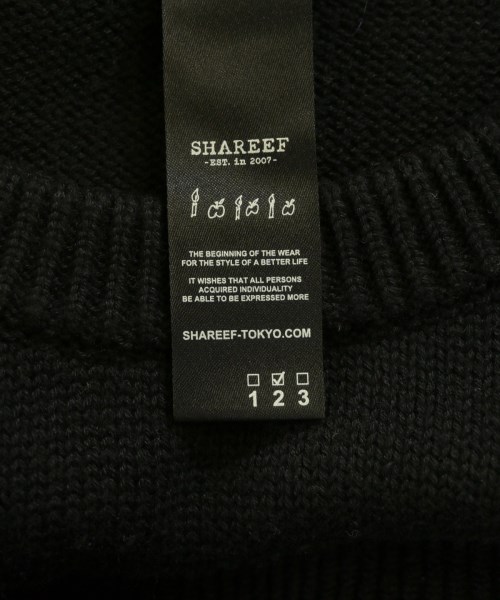 SHAREEF
-EST. in 2007-
THE BEGINNING OF THE WEAR
FOR THE STYLE OF A BETTER LIFE
IT WISHES THAT ALL PERSONS
ACQUIRED INDIVIDUALITY
BE ABLE TO BE EXPRESSED MORE
SHAREEF-TOKYO.COM
1 2 3